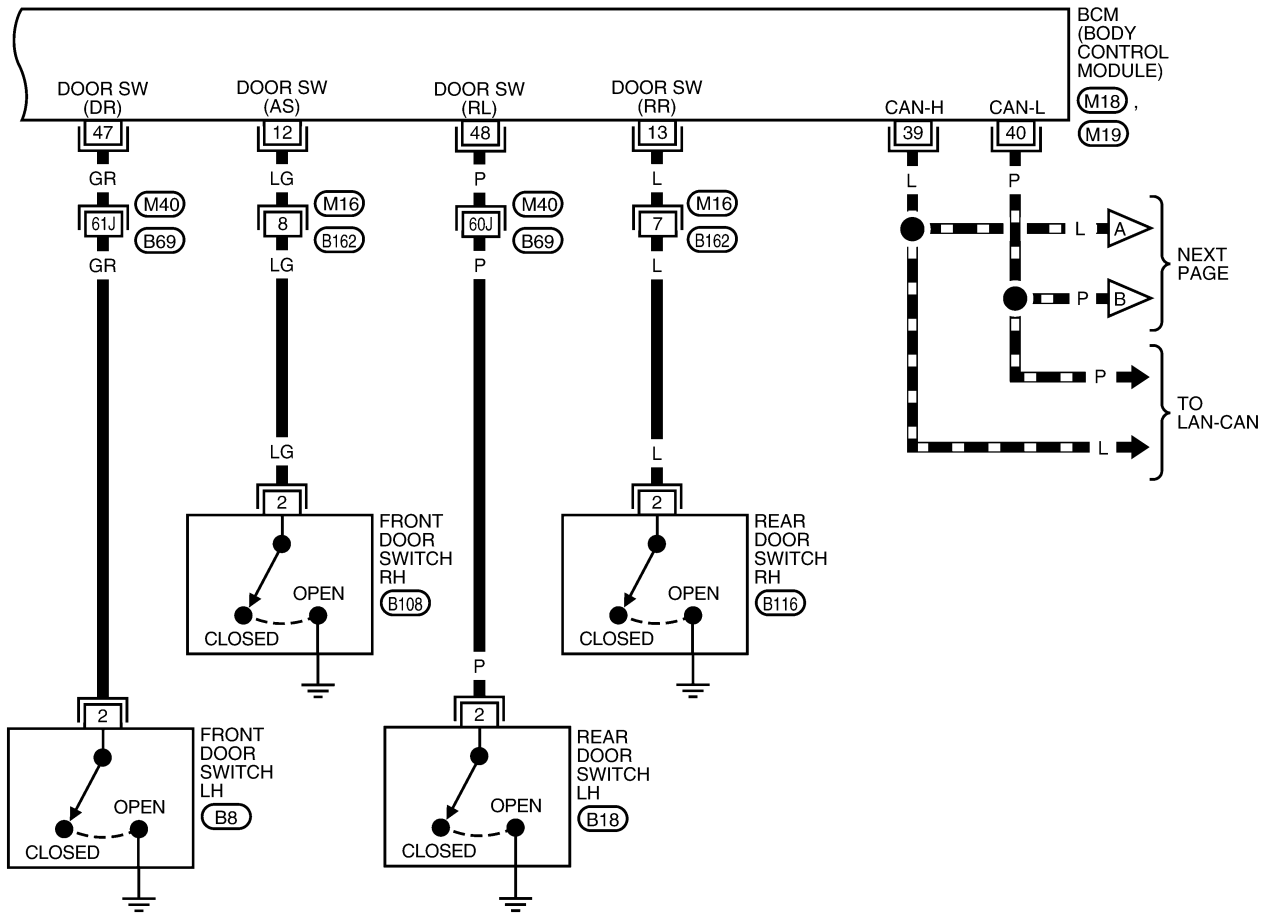 BCM
(BODY
CONTROL
MODULE)
M18 ,
M19
DOOR SW
(DR)
DOOR SW
(AS)
DOOR SW
(RL)
DOOR SW
(RR)
CAN-H
CAN-L
47
12
48
13
39
40
GR
LG
P
L
L
P
61J
M40
B69
8
M16
B162
60J
M40
B69
7
M16
B162
GR
LG
P
L
L
A
P
B
NEXT
PAGE
P
L
TO
LAN-CAN
LG
L
2
2
FRONT
DOOR
SWITCH
RH
B108
OPEN
CLOSED
REAR
DOOR
SWITCH
RH
B116
OPEN
CLOSED
P
2
2
FRONT
DOOR
SWITCH
LH
B8
OPEN
CLOSED
REAR
DOOR
SWITCH
LH
B18
OPEN
CLOSED